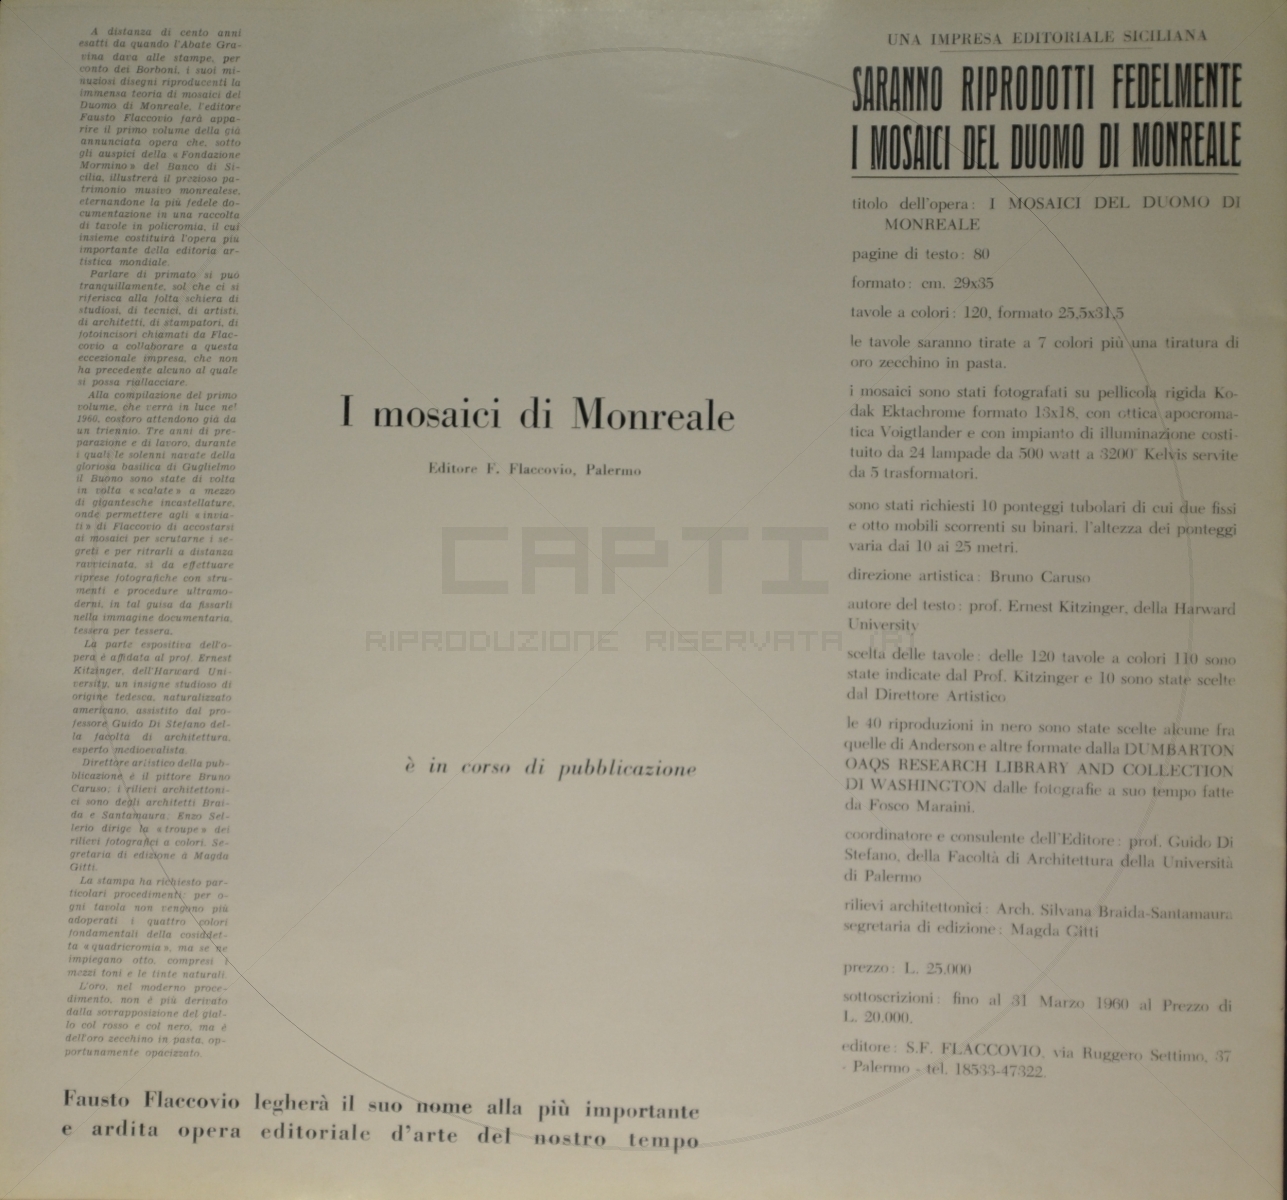 A distanza di cento anni
esatti da quando l'Abate Gra-
vina dava alle stampe, per
conto dei Borboni, i suoi mi-
nuziosi disegni riproducenti la
immensa teoria di mosaici del
Duomo di Monreale, l'editore
Fausto Flaccovio farà appa-
rire il primo volume della già
annunciata opera che, sotto
gli auspici della «Fondazione
Mormino» del Banco di Si-
cilia, illustrerà il prezioso pa-
trimonio musivo monrealese,
eternandone la più fedele do-
cumentazione in una raccolta
di tavole in policromia, il cui
insieme costituirà l'opera più
importante della editoria ar-
tistica mondiale.
Parlare di primato si può
tranquillamente, sol che ci si
riferisca alla folta schiera di
studiosi, di tecnici, di artisti,
di architetti, di stampatori, di
fotoincisori chiamati da Flac-
covio a collaborare a questa
eccezionale impresa, che non
ha precedente alcuno al quale
si possa riallacciare.
Alla compilazione del primo
volume, che verrà in luce nel
1960, costoro attendono già da
un triennio. Tre anni di pre-
parazione e di lavoro, durante
i quali le solenni navate della
gloriosa basilica di Guglielmo
il Buono sono state di volta
in volta «scalate» a mezzo
di gigantesche incastellature,
onde permettere agli «invia-
ti» di Flaccovio di accostarsi
ai mosaici per scrutarne i se-
greti e per ritrarli a distanza
ravvicinata, sì da effettuare
riprese fotografiche con stru-
menti e procedure ultramo-
derni, in tal guisa da fissarli
nella immagine documentaria,
tessera per tessera.
La parte espositiva dell'o-
pera è affidata al prof. Ernest
Kitzinger, dell'Harward Uni-
versity, un insigne studioso di
origine tedesca, naturalizzato
americano, assistito dal pro-
fessore Guido Di Stefano del-
la facoltà di architettura,
esperto medioevalista.
Direttore artistico della pub-
blicazione è il pittore Bruno
Caruso; i rilievi architettoni-
ci sono degli architetti Brai-
da e Santamaura; Enzo Sel-
lerio dirige la «troupe» dei
rilievi fotografici a colori. Se-
gretaria di edizione a Magda
Gitti.
La stampa ha richiesto par-
ticolari procedimenti: per o-
gni tavola non vengono più
adoperati i quattro colori
fondamentali della cosiddet-
ta «quadricromia», ma se ne
impiegano otto, compresi i
mezzi toni e le tinte naturali.
L'oro, nel moderno proce-
dimento, non è più derivato
dalla sovrapposizione del gial-
lo col rosso e col nero, ma è
dell'oro zecchino in pasta, op-
portunamente opacizzato.
Fausto Flaccovio legherà il suo nome alla più importante
e ardita opera editoriale d'arte del nostro tempo
I mosaici di Monreale
Editore F. Flaccovio, Palermo
CAPTI
RIPRODUZIONE RISERVATA (R)
è in corso di pubblicazione
UNA IMPRESA EDITORIALE SICILIANA
SARANNO RIPRODOTTI FEDELMENTE
I MOSAICI DEL DUOMO DI MONREALE
titolo dell'opera: I MOSAICI DEL DUOMO DI
MONREALE
pagine di testo: 80
formato: cm. 29x35
tavole a colori: 120, formato 25,5x31,5
le tavole saranno tirate a 7 colori più una tiratura di
oro zecchino in pasta.
i mosaici sono stati fotografati su pellicola rigida Ko-
dak Ektachrome formato 13x18, con ottica apocroma-
tica Voigtlander e con impianto di illuminazione costi-
tuito da 24 lampade da 500 watt a 3200° Kelvis servite
da 5 trasformatori.
sono stati richiesti 10 ponteggi tubolari di cui due fissi
e otto mobili scorrenti su binari, l'altezza dei ponteggi
varia dai 10 ai 25 metri.
direzione artistica: Bruno Caruso
autore del testo: prof. Ernest Kitzinger, della Harward
University
scelta delle tavole: delle 120 tavole a colori 110 sono
state indicate dal Prof. Kitzinger e 10 sono state scelte
dal Direttore Artistico
le 40 riproduzioni in nero sono state scelte alcune fra
quelle di Anderson e altre formate dalla DUMBARTON
OAQS RESEARCH LIBRARY AND COLLECTION
DI WASHINGTON dalle fotografie a suo tempo fatte
da Fosco Maraini.
coordinatore e consulente dell'Editore: prof. Guido Di
Stefano, della Facoltà di Architettura della Università
di Palermo
rilievi architettonici: Arch. Silvana Braida-Santamaura
segretaria di edizione: Magda Gitti
prezzo: L. 25.000
sottoscrizioni: fino al 31 Marzo 1960 al Prezzo di
L. 20.000.
editore: S.F. FLACCOVIO, via Ruggero Settimo, 37
- Palermo - tel. 18533-47322.